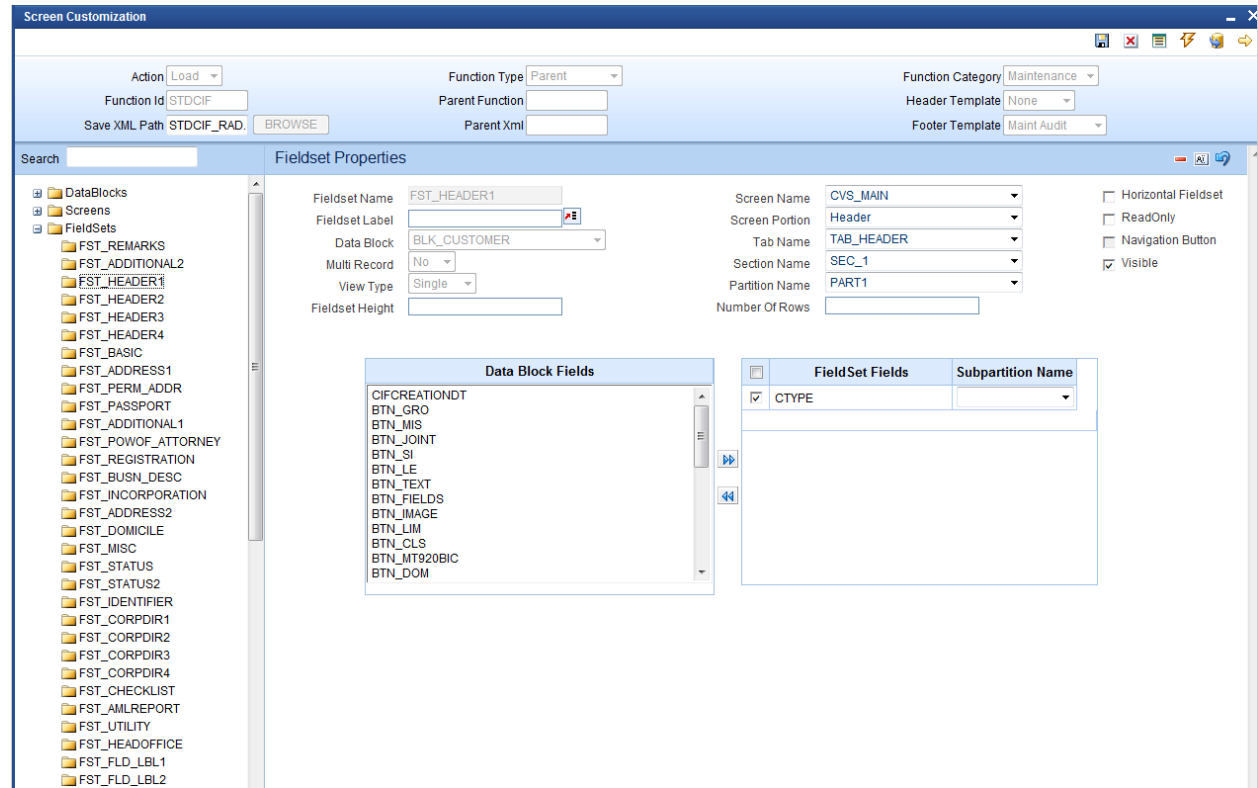 Screen Customization
Action Load Function Type Parent Function Category Maintenance
Function Id STDCIF Parent Function Header Template None
Save XML Path STDCIF_RAD. BROWSE Parent Xml Footer Template Maint Audit
Search
DataBlocks
Screens
FieldSets
FST_REMARKS
FST_ADDITIONAL2
FST_HEADER1
FST_HEADER2
FST_HEADER3
FST_HEADER4
FST_BASIC
FST_ADDRESS1
FST_PERM_ADDR
FST_PASSPORT
FST_ADDITIONAL1
FST_POWOF_ATTORNEY
FST_REGISTRATION
FST_BUSN_DESC
FST_INCORPORATION
FST_ADDRESS2
FST_DOMICILE
FST_MISC
FST_STATUS
FST_STATUS2
FST_IDENTIFIER
FST_CORPDIR1
FST_CORPDIR2
FST_CORPDIR3
FST_CORPDIR4
FST_CHECKLIST
FST_AMLREPORT
FST_UTILITY
FST_HEADOFFICE
FST_FLD_LBL1
FST_FLD_LBL2
Fieldset Properties
Fieldset Name FST_HEADER1 Screen Name CVS_MAIN Horizontal Fieldset
Fieldset Label Screen Portion Header ReadOnly
Data Block BLK_CUSTOMER Tab Name TAB_HEADER Navigation Button
Multi Record No Section Name SEC_1 Visible
View Type Single Partition Name PART1
Fieldset Height Number Of Rows
Data Block Fields
CIFCREATIONDT
BTN_GRO
BTN_MIS
BTN_JOINT
BTN_SI
BTN_LE
BTN_TEXT
BTN_FIELDS
BTN_IMAGE
BTN_LIM
BTN_CLS
BTN_MT920BIC
BTN_DOM
FieldSet Fields Subpartition Name
CTYPE